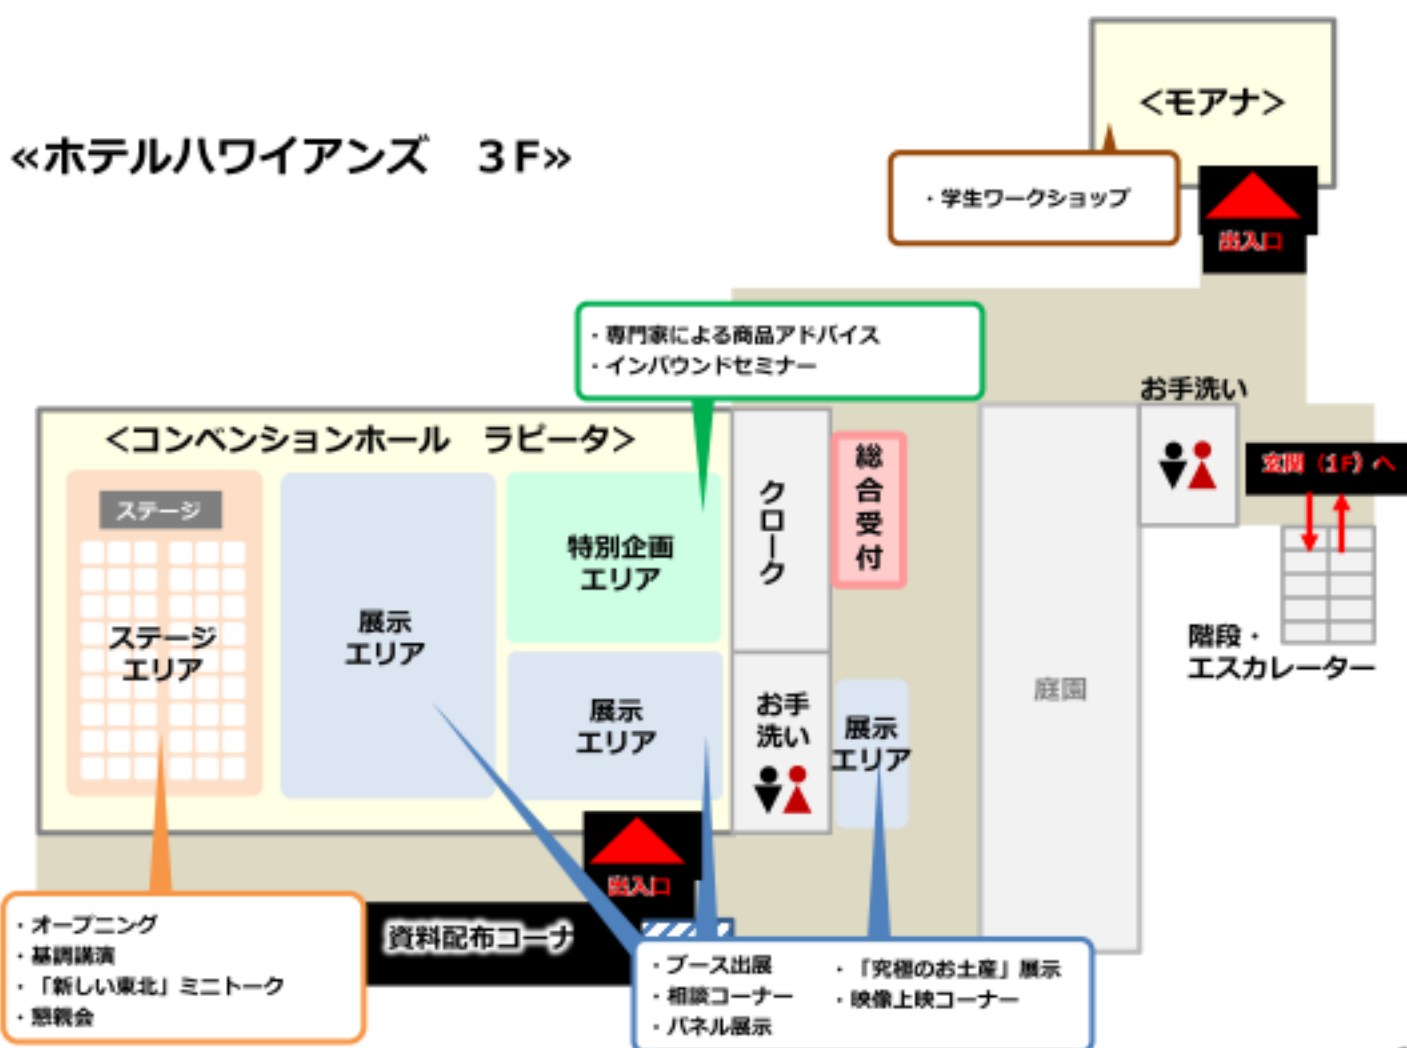 ≪ホテルハワイアンズ　３F≫
＜モアナ＞
・学生ワークショップ
出入口
・専門家による商品アドバイス
・インバウンドセミナー
お手洗い
玄関（１F）へ
階段・
エスカレーター
＜コンベンションホール　ラピータ＞
ステージ
ステージ
エリア
展示
エリア
特別企画
エリア
展示
エリア
クローク
お手
洗い
総合受付
展示
エリア
庭園
出入口
資料配布コーナ
・オープニング
・基調講演
・「新しい東北」ミニトーク
・懇親会
・ブース出展
・相談コーナー
・パネル展示
・「究極のお土産」展示
・映像上映コーナー